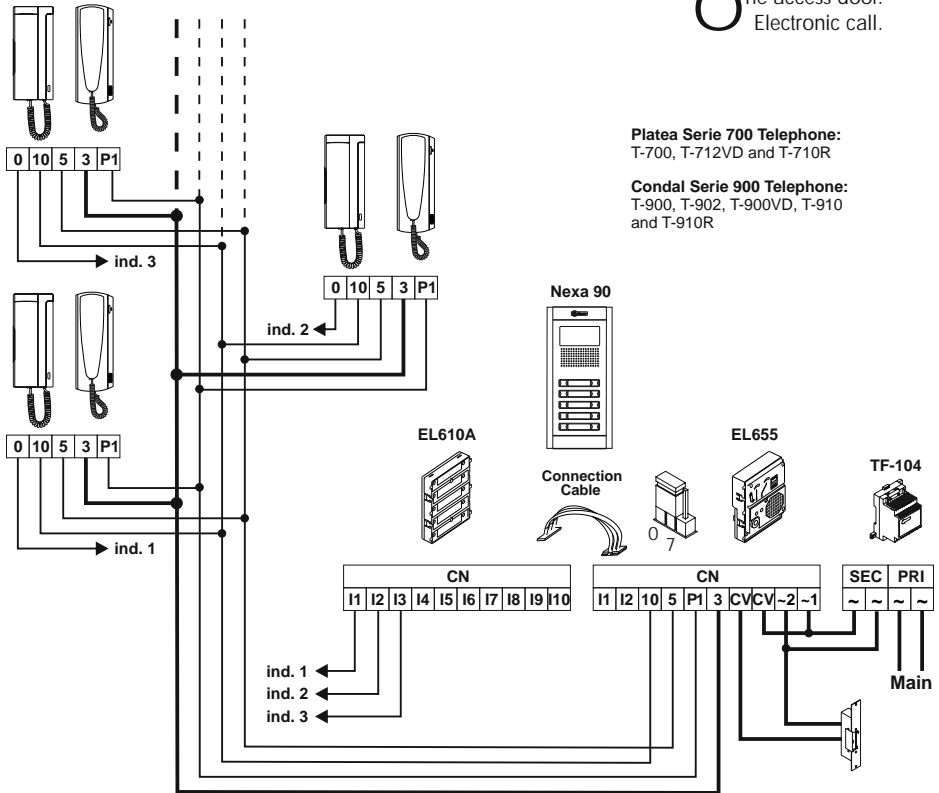 ne access door.
Electronic call.
Platea Serie 700 Telephone:
T-700, T-712VD and T-710R
Condal Serie 900 Telephone:
T-900, T-902, T-900VD, T-910
and T-910R
0 10 5 3 P1
ind. 3
0 10 5 3 P1
ind. 2
Nexa 90
0 10 5 3 P1
ind. 1
EL610A
Connection
Cable
0 7
EL655
TF-104
CN
I1 I2 I3 I4 I5 I6 I7 I8 I9 I10
CN
I1 I2 10 5 P1 3 CV CV ~2 ~1
SEC PRI
~ ~ ~ ~
ind. 1
ind. 2
ind. 3
Main